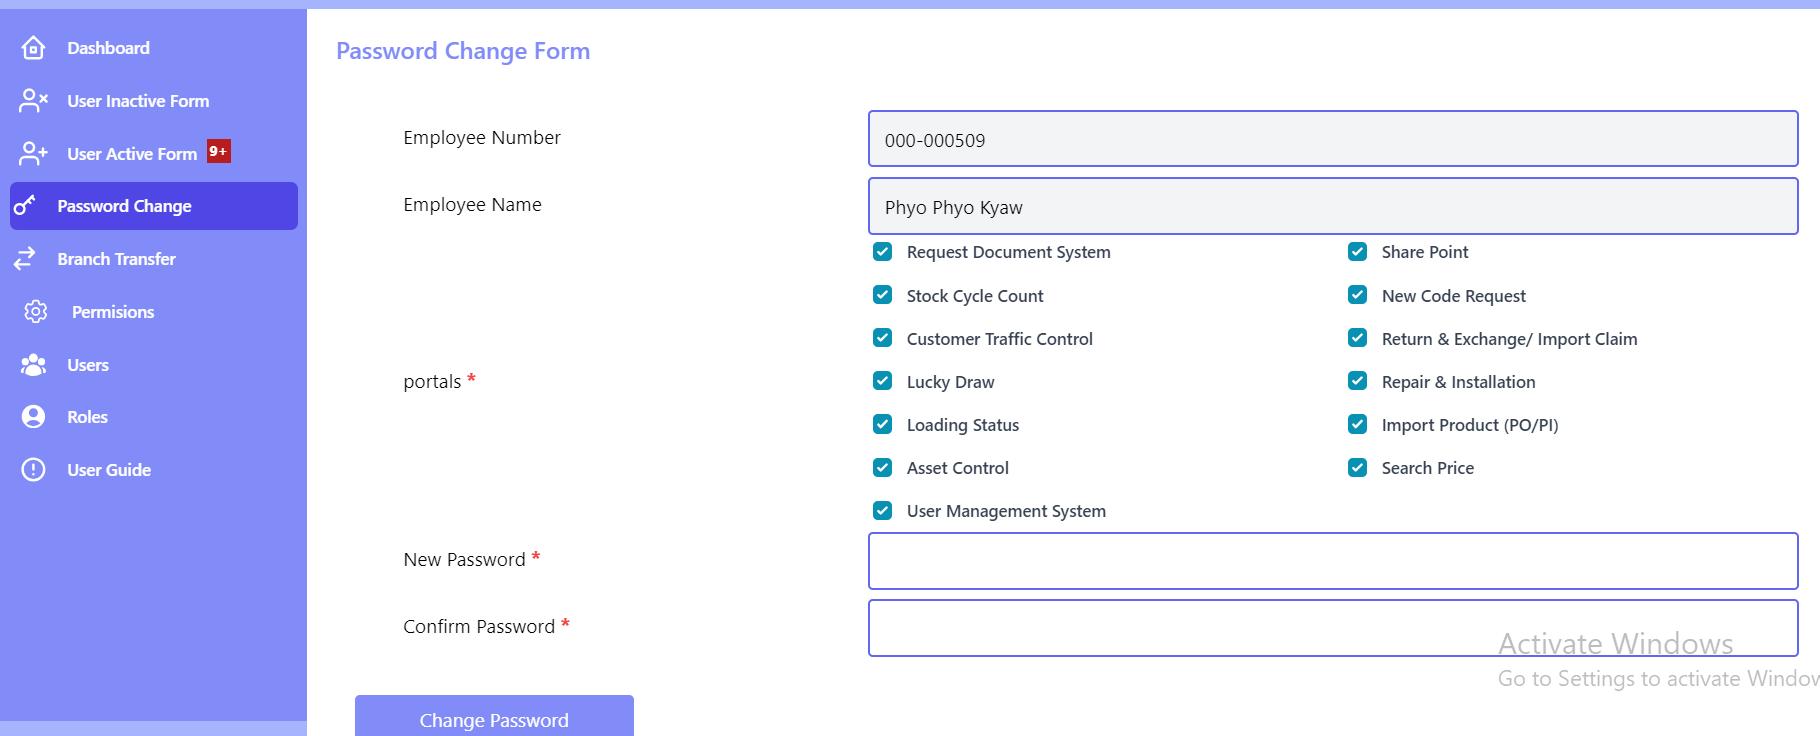 Dashboard
User Inactive Form
User Active Form 9+
Password Change
Branch Transfer
Permisions
Users
Roles
User Guide
Password Change Form
Employee Number
000-000509
Employee Name
Phyo Phyo Kyaw
portals *
Request Document System
Share Point
Stock Cycle Count
New Code Request
Customer Traffic Control
Return & Exchange/ Import Claim
Lucky Draw
Repair & Installation
Loading Status
Import Product (PO/PI)
Asset Control
Search Price
User Management System
New Password *
Confirm Password *
Change Password
Activate Windows
Go to Settings to activate Window